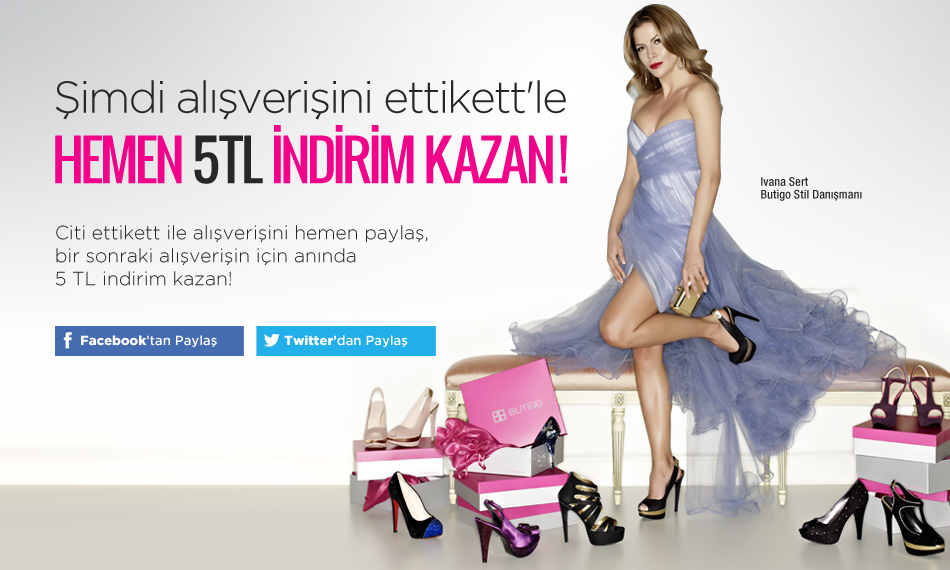 Şimdi alışverişini ettikett'le
HEMEN 5TL İNDİRİM KAZAN!
Ivana Sert
Butigo Stil Danışmanı
Citi ettikett ile alışverişini hemen paylaş,
bir sonraki alışverişin için anında
5 TL indirim kazan!
Facebook'tan Paylaş
Twitter'dan Paylaş
BUTIGO